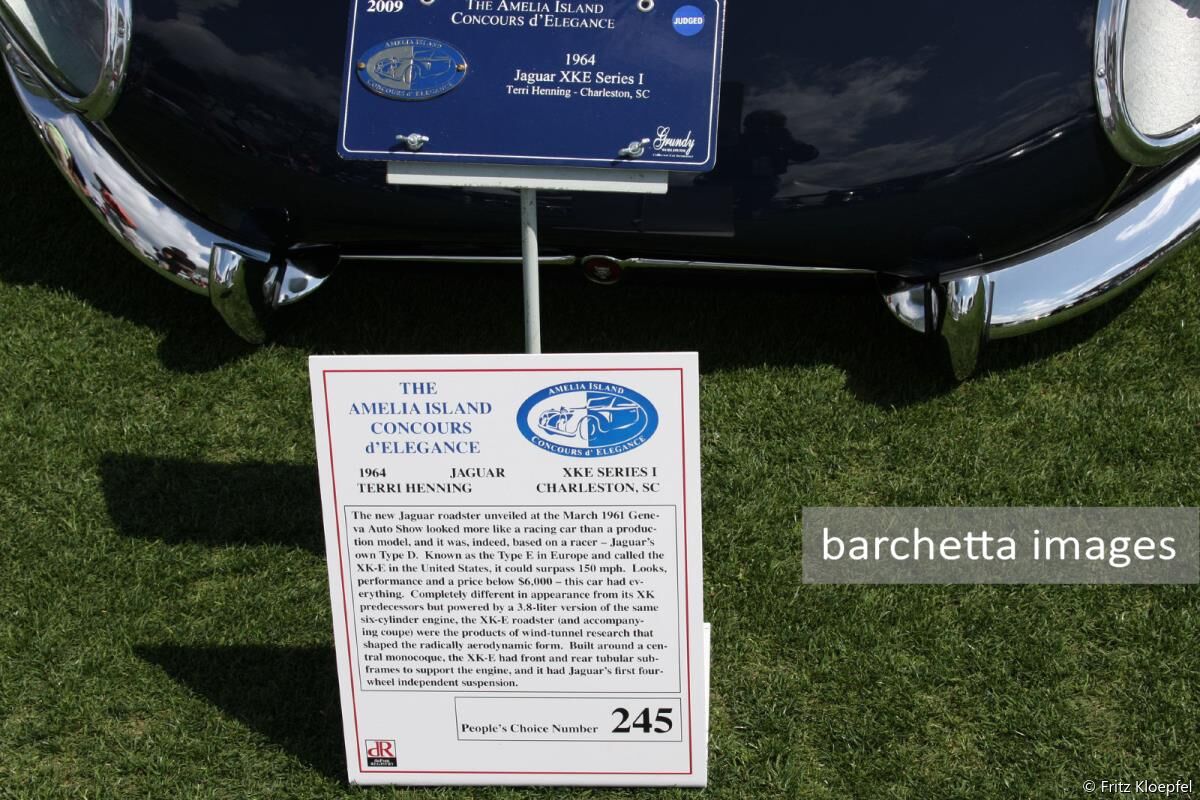 2009
THE AMELIA ISLAND
CONCOURS d'ELEGANCE
JUDGED
AMELIA ISLAND
CONCOURS d' ELEGANCE
1964
Jaguar XKE Series I
Terri Henning - Charleston, SC
Grundy
THE
AMELIA ISLAND
CONCOURS
d'ELEGANCE
AMELIA ISLAND
CONCOURS d' ELEGANCE
1964 JAGUAR XKE SERIES I
TERRI HENNING CHARLESTON, SC
The new Jaguar roadster unveiled at the March 1961 Gene-
va Auto Show looked more like a racing car than a produc-
tion model, and it was, indeed, based on a racer – Jaguar's
own Type D. Known as the Type E in Europe and called the
XK-E in the United States, it could surpass 150 mph. Looks,
performance and a price below $6,000 – this car had ev-
erything. Completely different in appearance from its XK
predecessors but powered by a 3.8-liter version of the same
six-cylinder engine, the XK-E roadster (and accompany-
ing coupe) were the products of wind-tunnel research that
shaped the radically aerodynamic form. Built around a cen-
tral monocoque, the XK-E had front and rear tubular sub-
frames to support the engine, and it had Jaguar's first four-
wheel independent suspension.
People's Choice Number 245
dR
REGISTRY
barchetta images
© Fritz Kloepfel